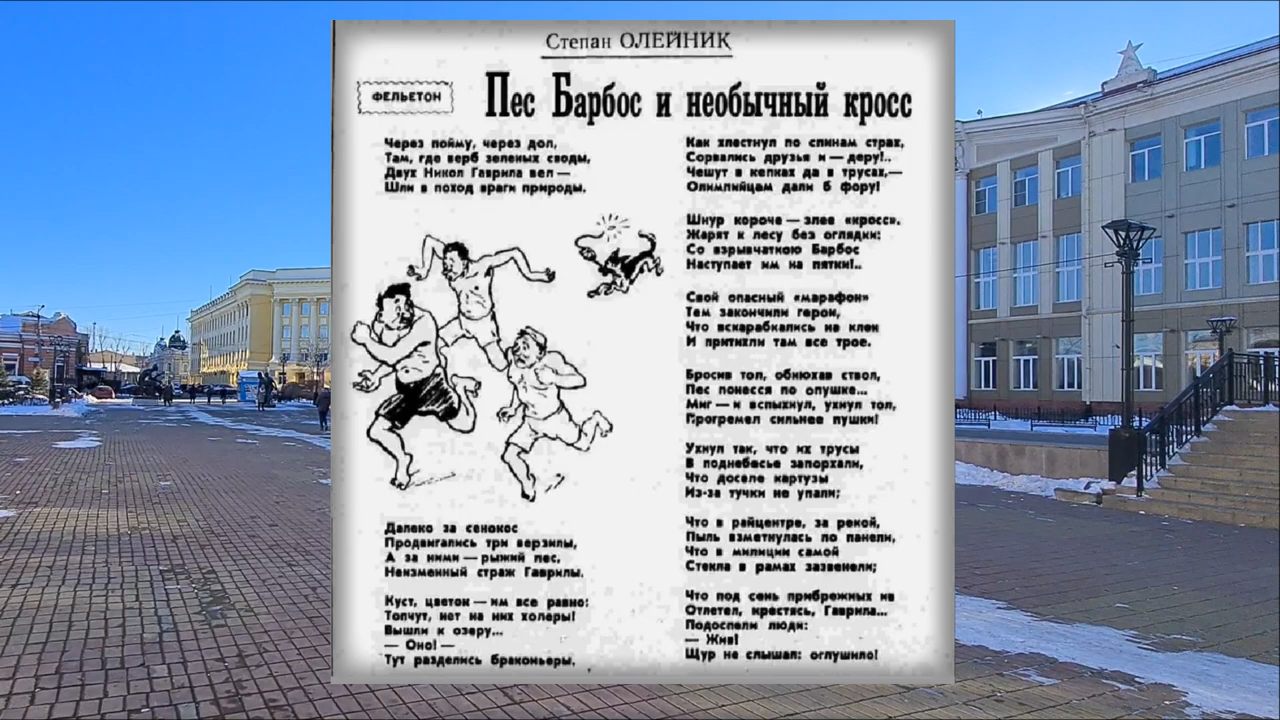 Степан ОЛЕЙНИК
ФЕЛЬЕТОН
Пес Барбос и необычный кросс
Через пойму, через дол,
Там, где верб зеленых своды,
Двух Никол Гаврила вел —
Шли в поход враги природы.
Далеко за сенокос
Продвигались три верзилы,
А за ними — рыжий пес,
Неизменный страж Гаврилы.
Куст, цветок — им все равно:
Топчут, нет на них холеры!
Вышли к озеру...
— Оно! —
Тут разделись браконьеры.
Как хлестнул по спинам страх,
Сорвались друзья и — деру!..
Чешут в кепках да в трусах,—
Олимпийцам дали б фору!
Шнур короче — злее «кросс».
Жарят к лесу без оглядки:
Со взрывчаткою Барбос
Наступает им на пятки!..
Свой опасный «марафон»
Тем закончили герои,
Что вскарабкались на клен
И притихли там все трое.
Бросив тол, обнюхав ствол,
Пес понесся по опушке...
Миг — и вспыхнул, ухнул тол,
Прогремел сильнее пушки!
Ухнул так, что их трусы
В поднебесье запорхали,
Что доселе картузы
Из-за тучки не упали;
Что в райцентре, за рекой,
Пыль взметнулась по панели,
Что в милиции самой
Стекла в рамах зазвенели;
Что под сень прибрежных ив
Отлетел, крестясь, Гаврила...
Подоспели люди:
— Жив!
Щур не слышал: оглушило!